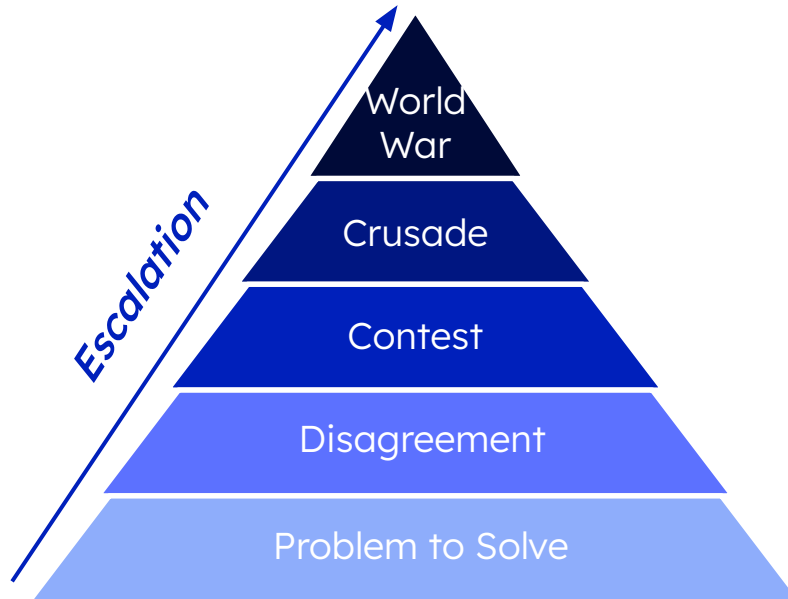 Escalation
World
War
Crusade
Contest
Disagreement
Problem to Solve